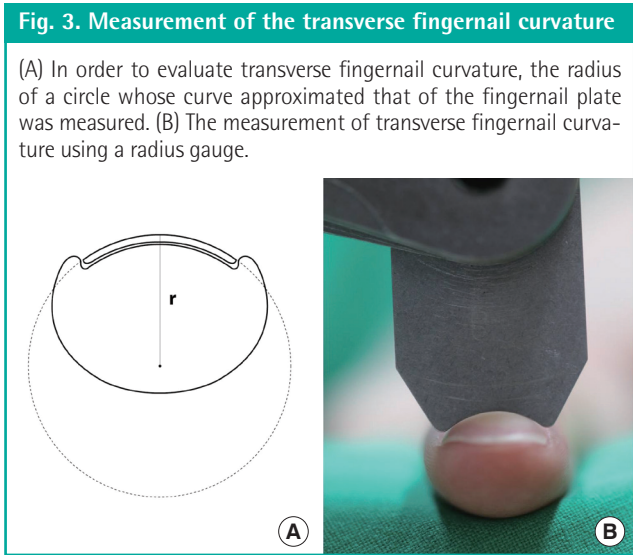 Fig. 3. Measurement of the transverse fingernail curvature
(A) In order to evaluate transverse fingernail curvature, the radius
of a circle whose curve approximated that of the fingernail plate
was measured. (B) The measurement of transverse fingernail curva-
ture using a radius gauge.
r
A
B